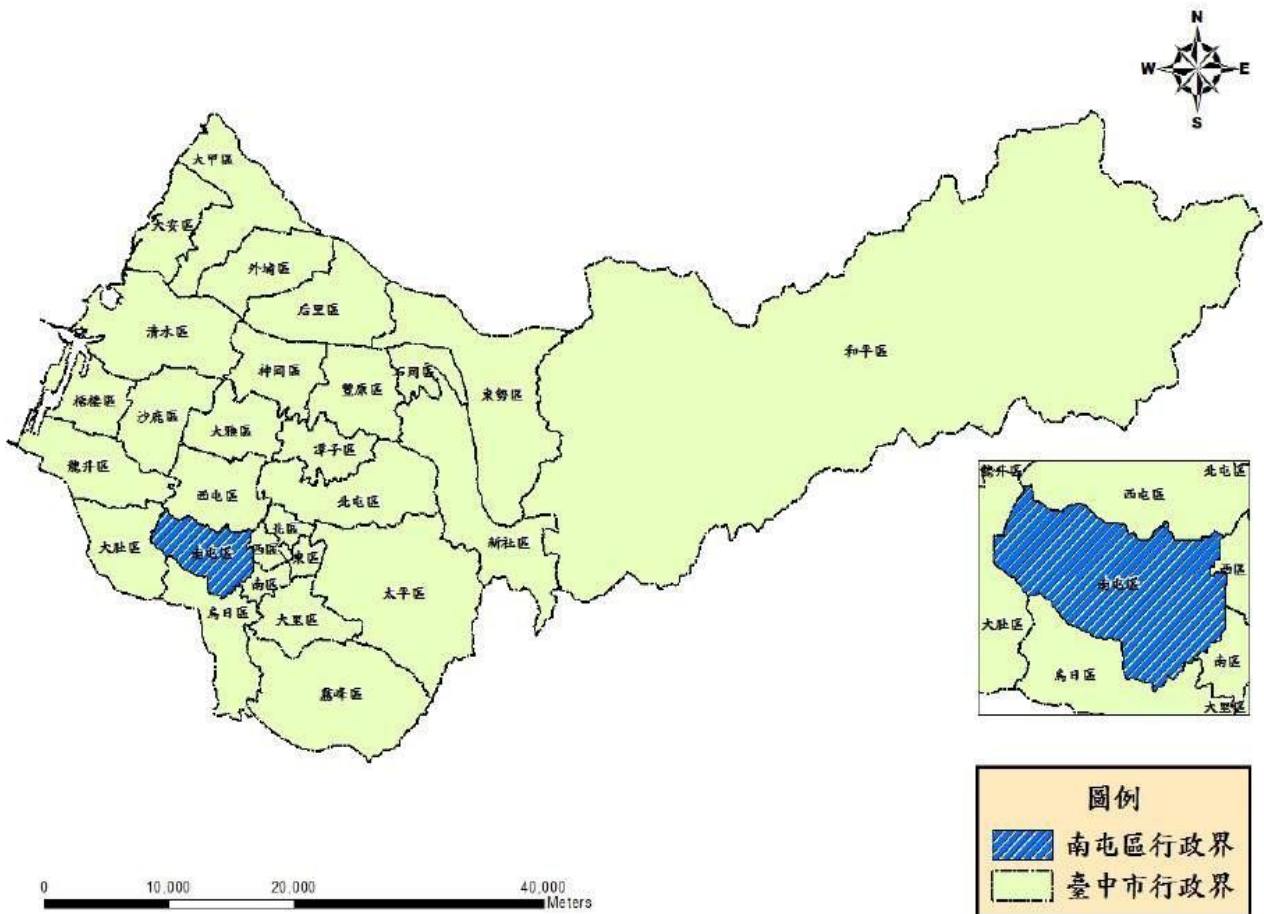 N
W
E
S
大甲區
大安區
外埔區
后里區
清水區
神岡區
豐原區
石岡區
東勢區
和平區
梧棲區
沙鹿區
大雅區
潭子區
龍井區
西屯區
北屯區
大肚區
南屯區
北區
西區
東區
南區
新社區
太平區
烏日區
大里區
霧峰區
龍井區
北屯區
西屯區
西區
南屯區
大肚區
南區
烏日區
大里區
圖例
南屯區行政界
臺中市行政界
0 10,000 20,000 40,000
Meters